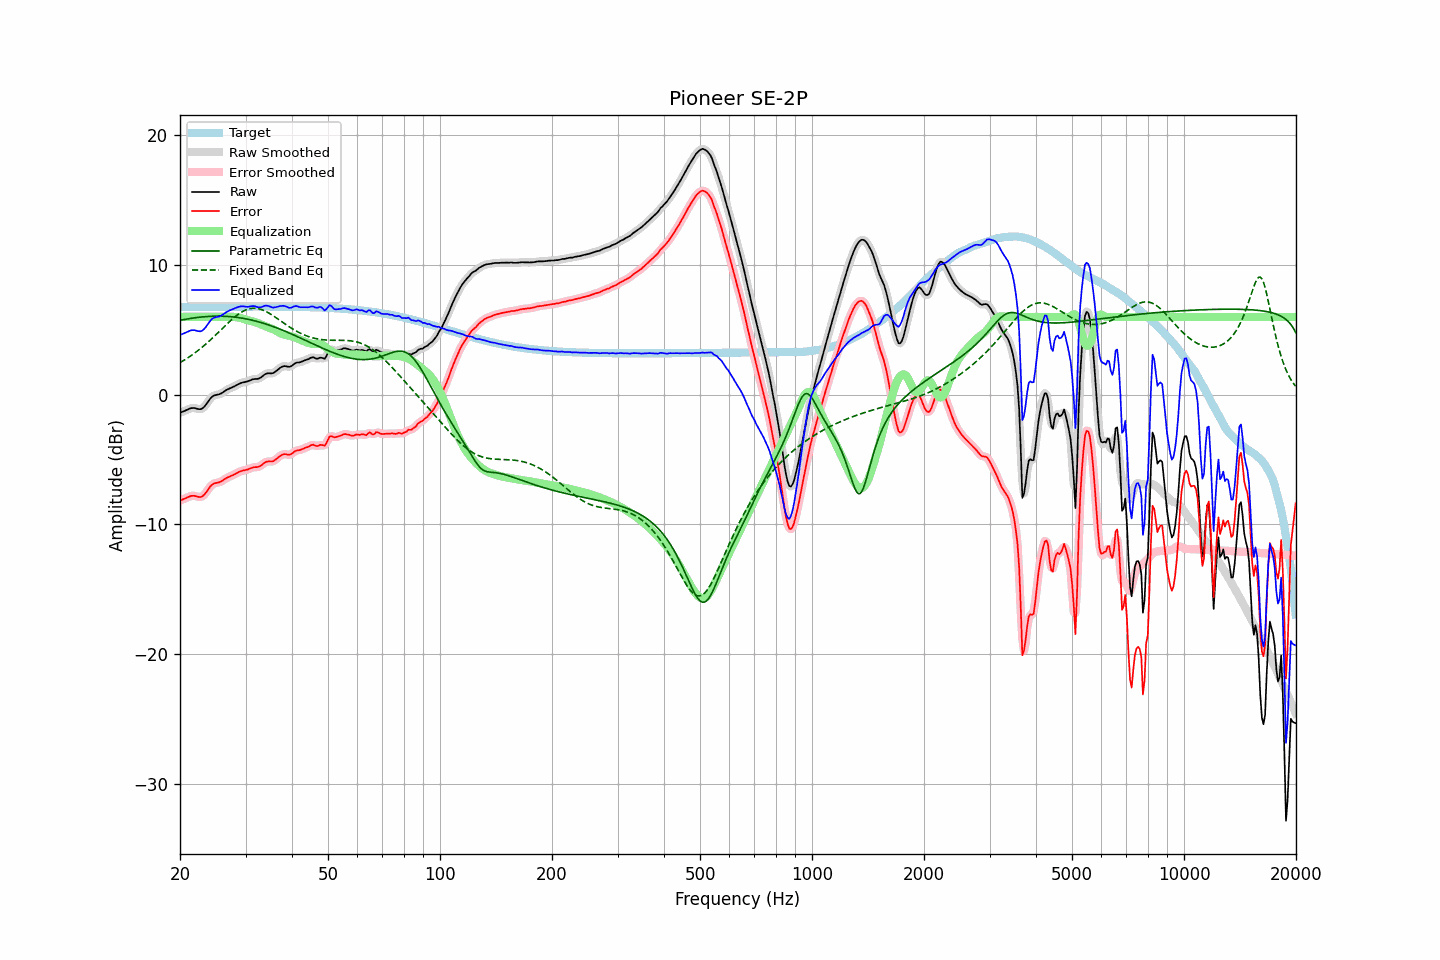 Pioneer SE-2P
Target
Raw Smoothed
Error Smoothed
Raw
Error
Equalization
Parametric Eq
Fixed Band Eq
Equalized
Amplitude (dBr)
20
10
0
−10
−20
−30
20
50
100
200
500
1000
2000
5000
10000
20000
Frequency (Hz)